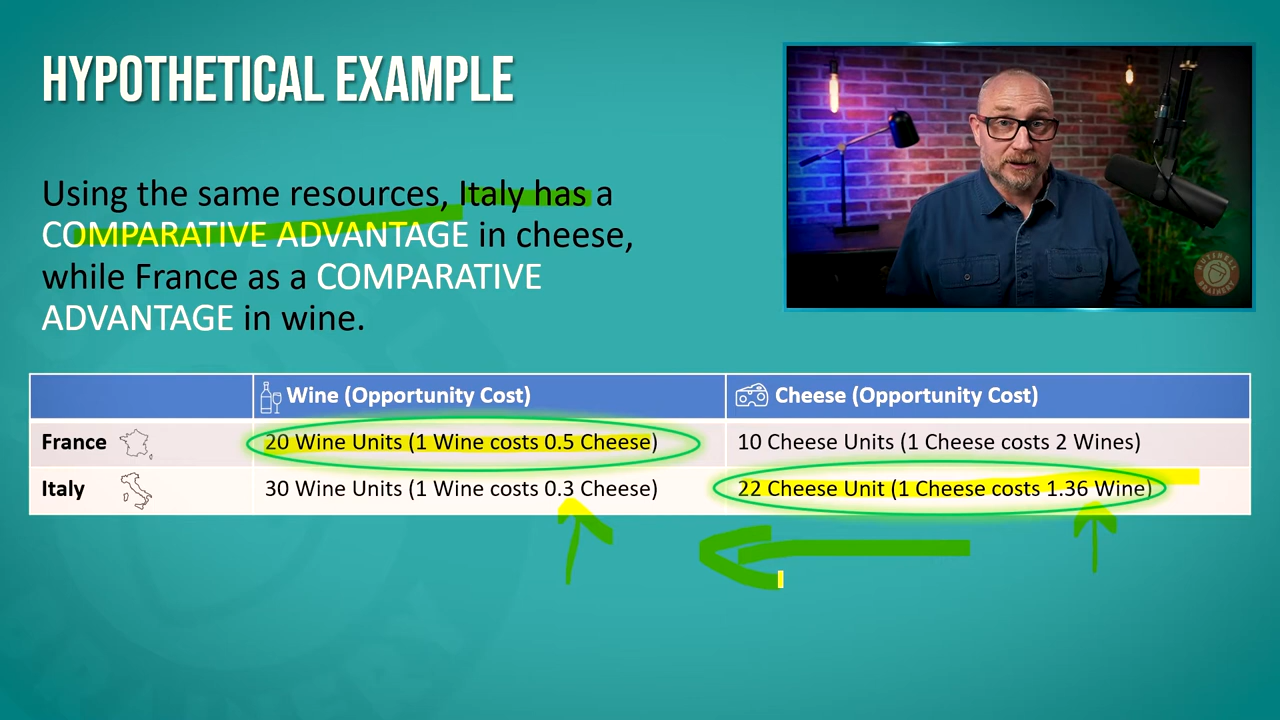 HYPOTHETICAL EXAMPLE
Using the same resources, Italy has a
COMPARATIVE ADVANTAGE in cheese,
while France as a COMPARATIVE
ADVANTAGE in wine.
Wine (Opportunity Cost) Cheese (Opportunity Cost)
France 20 Wine Units (1 Wine costs 0.5 Cheese) 10 Cheese Units (1 Cheese costs 2 Wines)
Italy 30 Wine Units (1 Wine costs 0.3 Cheese) 22 Cheese Unit (1 Cheese costs 1.36 Wine)
NUTSHELL
BRAINERY